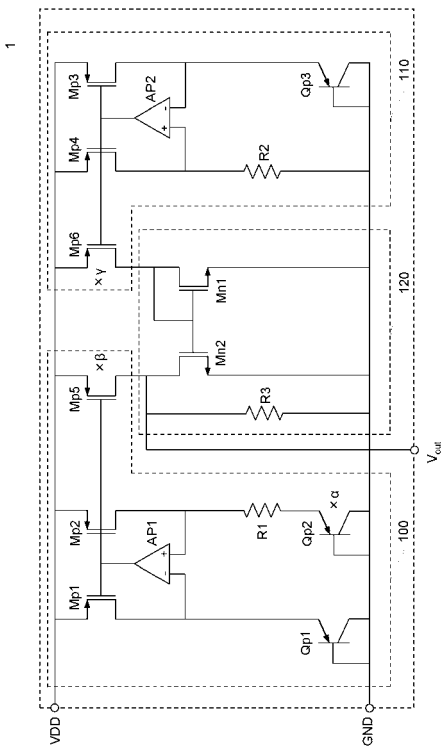 1
VDD
Mp1
Mp2
Mp5
×β
Mp6
×γ
Mp4
Mp3
AP1
-
+
AP2
+
-
Mn2
Mn1
R1
R2
R3
Qp1
Qp2
×α
Qp3
GND
100
120
110
Vout